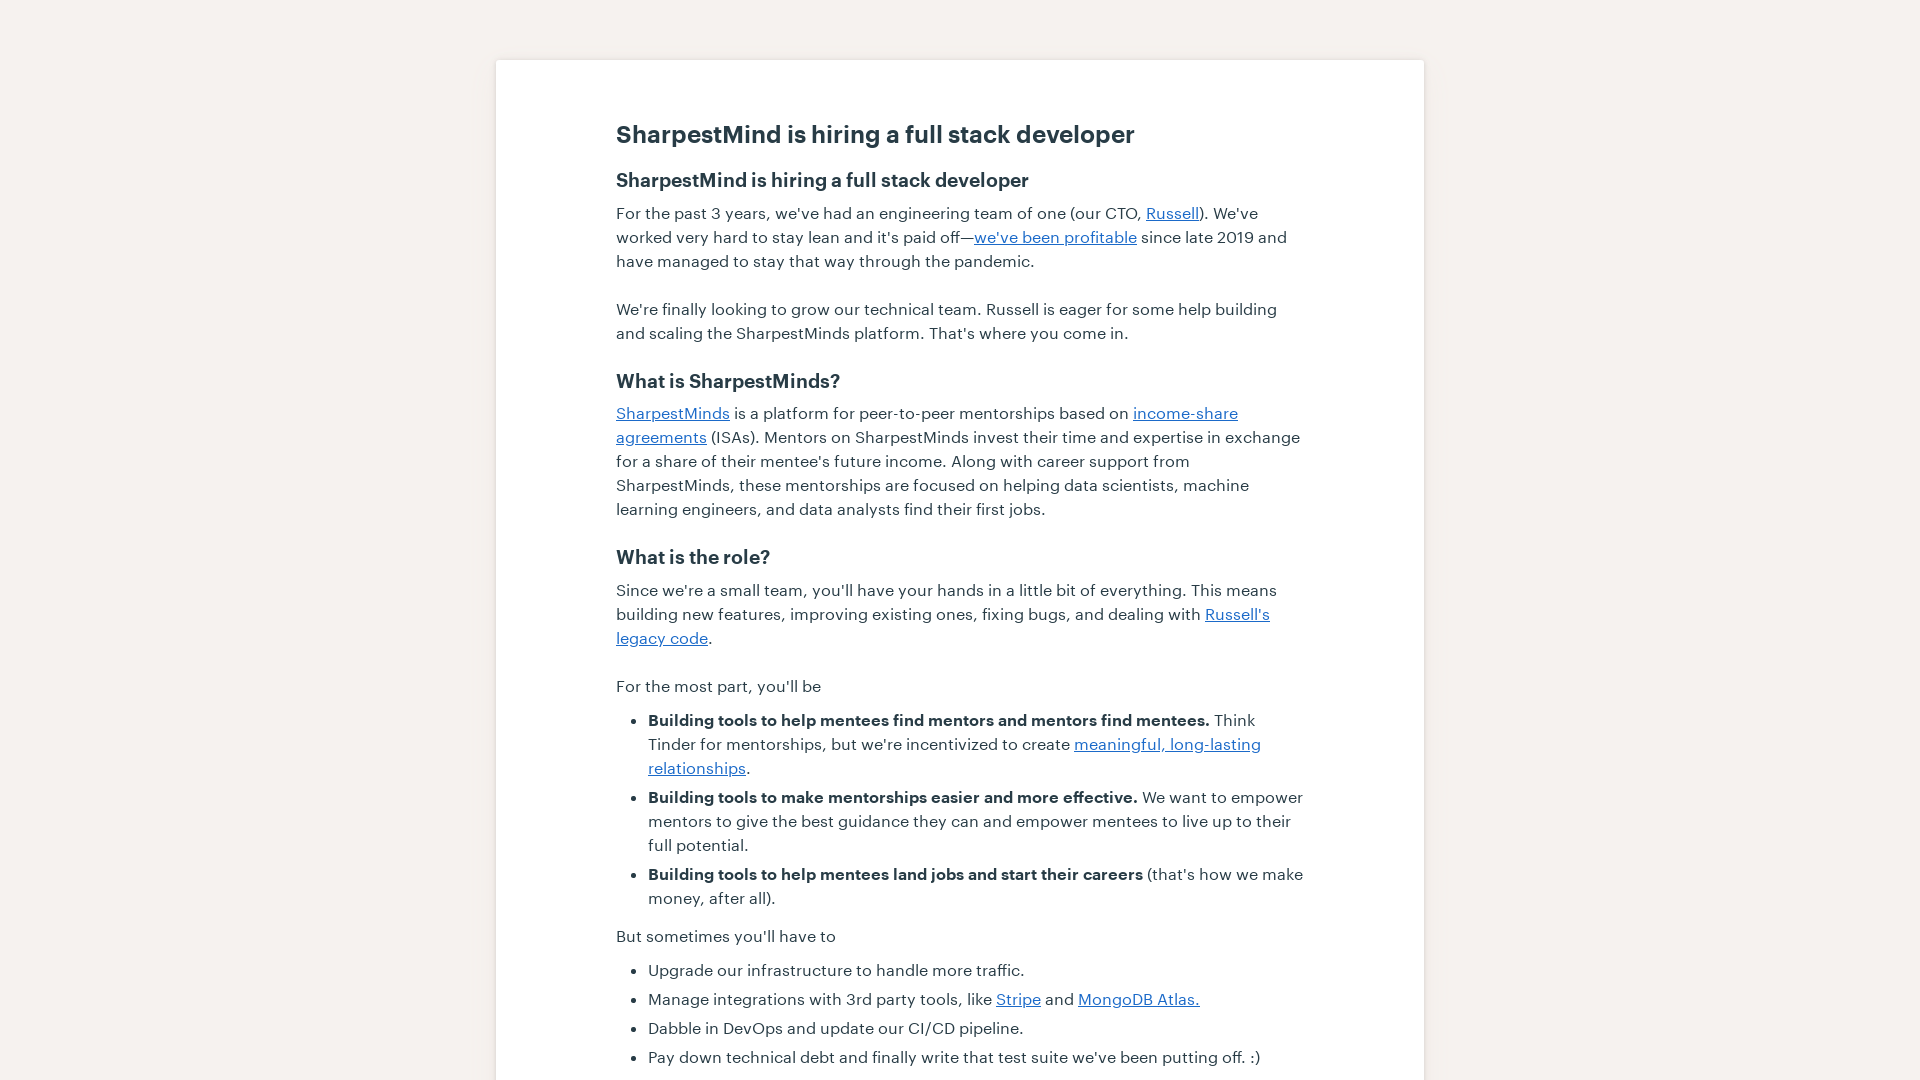 SharpestMind is hiring a full stack developer
SharpestMind is hiring a full stack developer
For the past 3 years, we've had an engineering team of one (our CTO, Russell). We've
worked very hard to stay lean and it's paid off—we've been profitable since late 2019 and
have managed to stay that way through the pandemic.
We're finally looking to grow our technical team. Russell is eager for some help building
and scaling the SharpestMinds platform. That's where you come in.
What is SharpestMinds?
SharpestMinds is a platform for peer-to-peer mentorships based on income-share
agreements (ISAs). Mentors on SharpestMinds invest their time and expertise in exchange
for a share of their mentee's future income. Along with career support from
SharpestMinds, these mentorships are focused on helping data scientists, machine
learning engineers, and data analysts find their first jobs.
What is the role?
Since we're a small team, you'll have your hands in a little bit of everything. This means
building new features, improving existing ones, fixing bugs, and dealing with Russell's
legacy code.
For the most part, you'll be
• Building tools to help mentees find mentors and mentors find mentees. Think
Tinder for mentorships, but we're incentivized to create meaningful, long-lasting
relationships.
• Building tools to make mentorships easier and more effective. We want to empower
mentors to give the best guidance they can and empower mentees to live up to their
full potential.
• Building tools to help mentees land jobs and start their careers (that's how we make
money, after all).
But sometimes you'll have to
• Upgrade our infrastructure to handle more traffic.
• Manage integrations with 3rd party tools, like Stripe and MongoDB Atlas.
• Dabble in DevOps and update our CI/CD pipeline.
• Pay down technical debt and finally write that test suite we've been putting off. :)